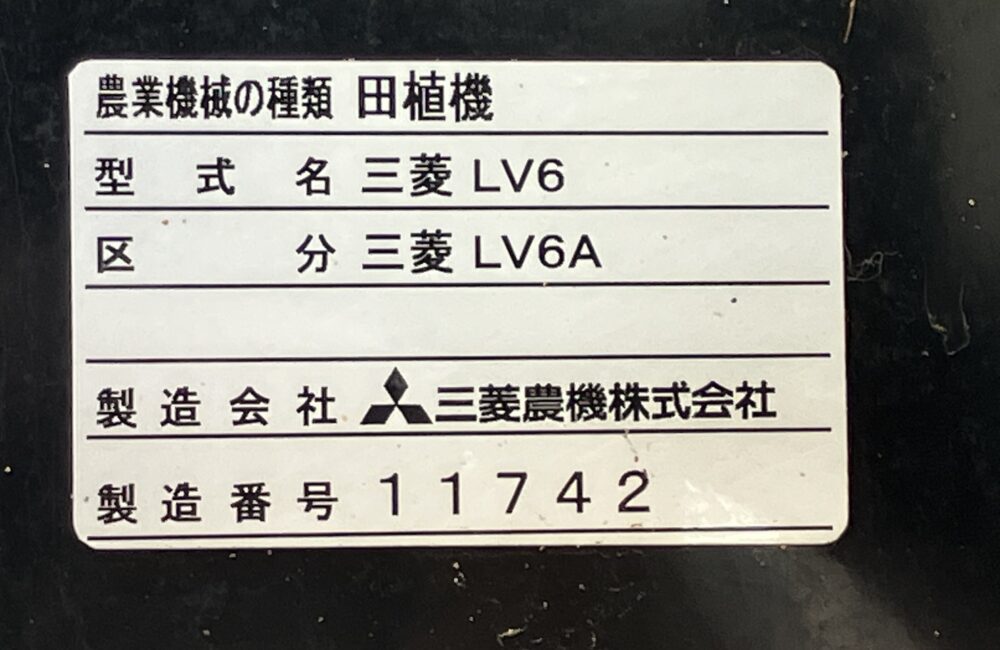 農業機械の種類 田植機
型式名 三菱 LV6
区分 三菱 LV6A
製造会社 三菱農機株式会社
製造番号 11742